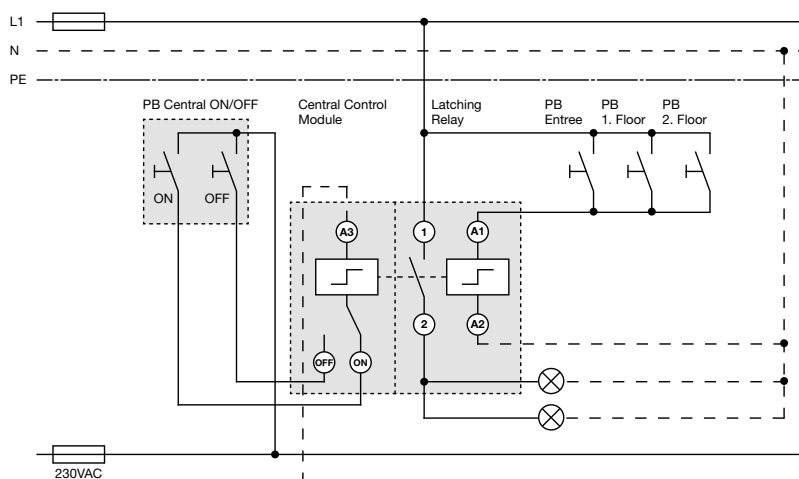 L1
N
PE
PB Central ON/OFF
Central Control
Module
Latching
Relay
PB
Entree
PB
1. Floor
PB
2. Floor
ON
OFF
A3
1
A1
2
A2
OFF
ON
230VAC